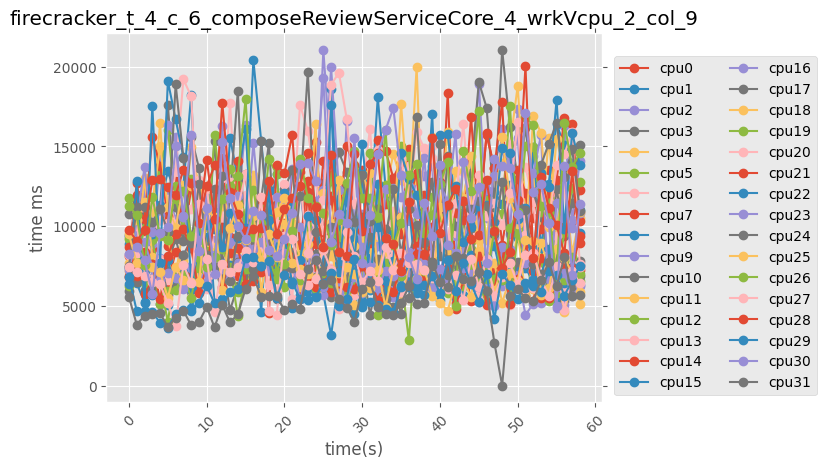 firecracker_t_4_c_6_composeReviewServiceCore_4_wrkVcpu_2_col_9
time ms
20000
15000
10000
5000
0
0 10 20 30 40 50 60
time(s)
cpu0 cpu16
cpu1 cpu17
cpu2 cpu18
cpu3 cpu19
cpu4 cpu20
cpu5 cpu21
cpu6 cpu22
cpu7 cpu23
cpu8 cpu24
cpu9 cpu25
cpu10 cpu26
cpu11 cpu27
cpu12 cpu28
cpu13 cpu29
cpu14 cpu30
cpu15 cpu31